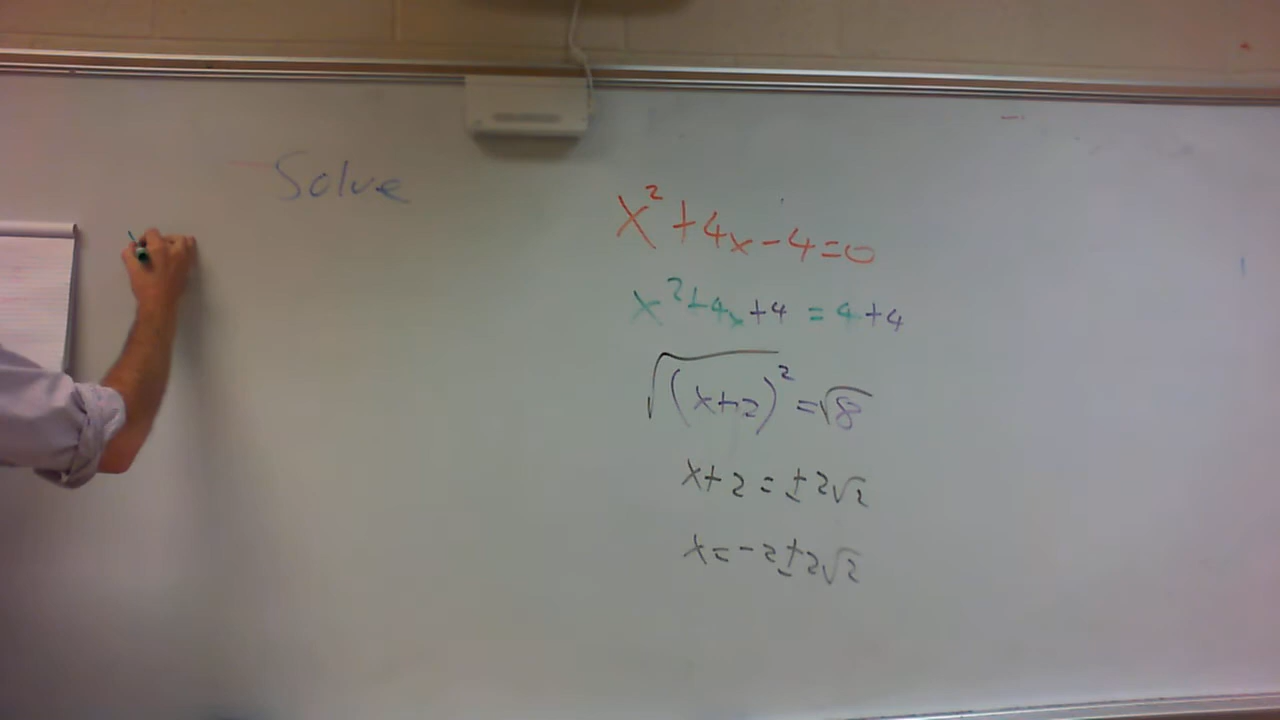 Solve
x²+4x-4=0
x²+4x+4=4+4
√(x+2)²=√8
x+2=±2√2
x=-2±2√2